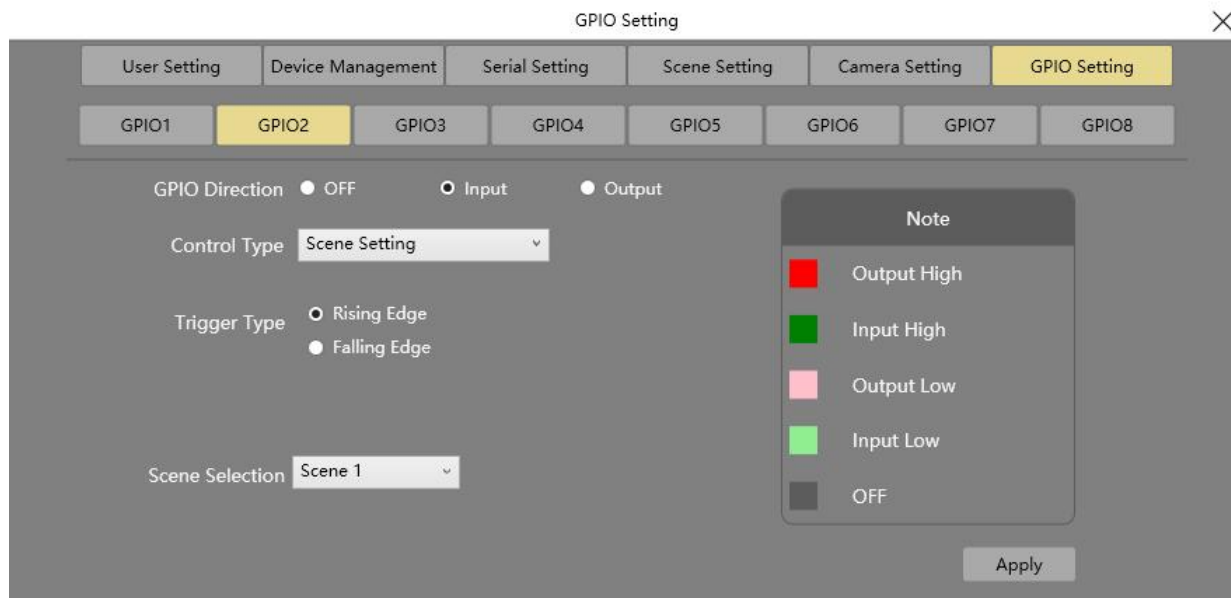 GPIO Setting
User Setting Device Management Serial Setting Scene Setting Camera Setting GPIO Setting
GPIO1 GPIO2 GPIO3 GPIO4 GPIO5 GPIO6 GPIO7 GPIO8
GPIO Direction OFF Input Output
Control Type Scene Setting
Trigger Type Rising Edge
Falling Edge
Scene Selection Scene 1
Note
Output High
Input High
Output Low
Input Low
OFF
Apply